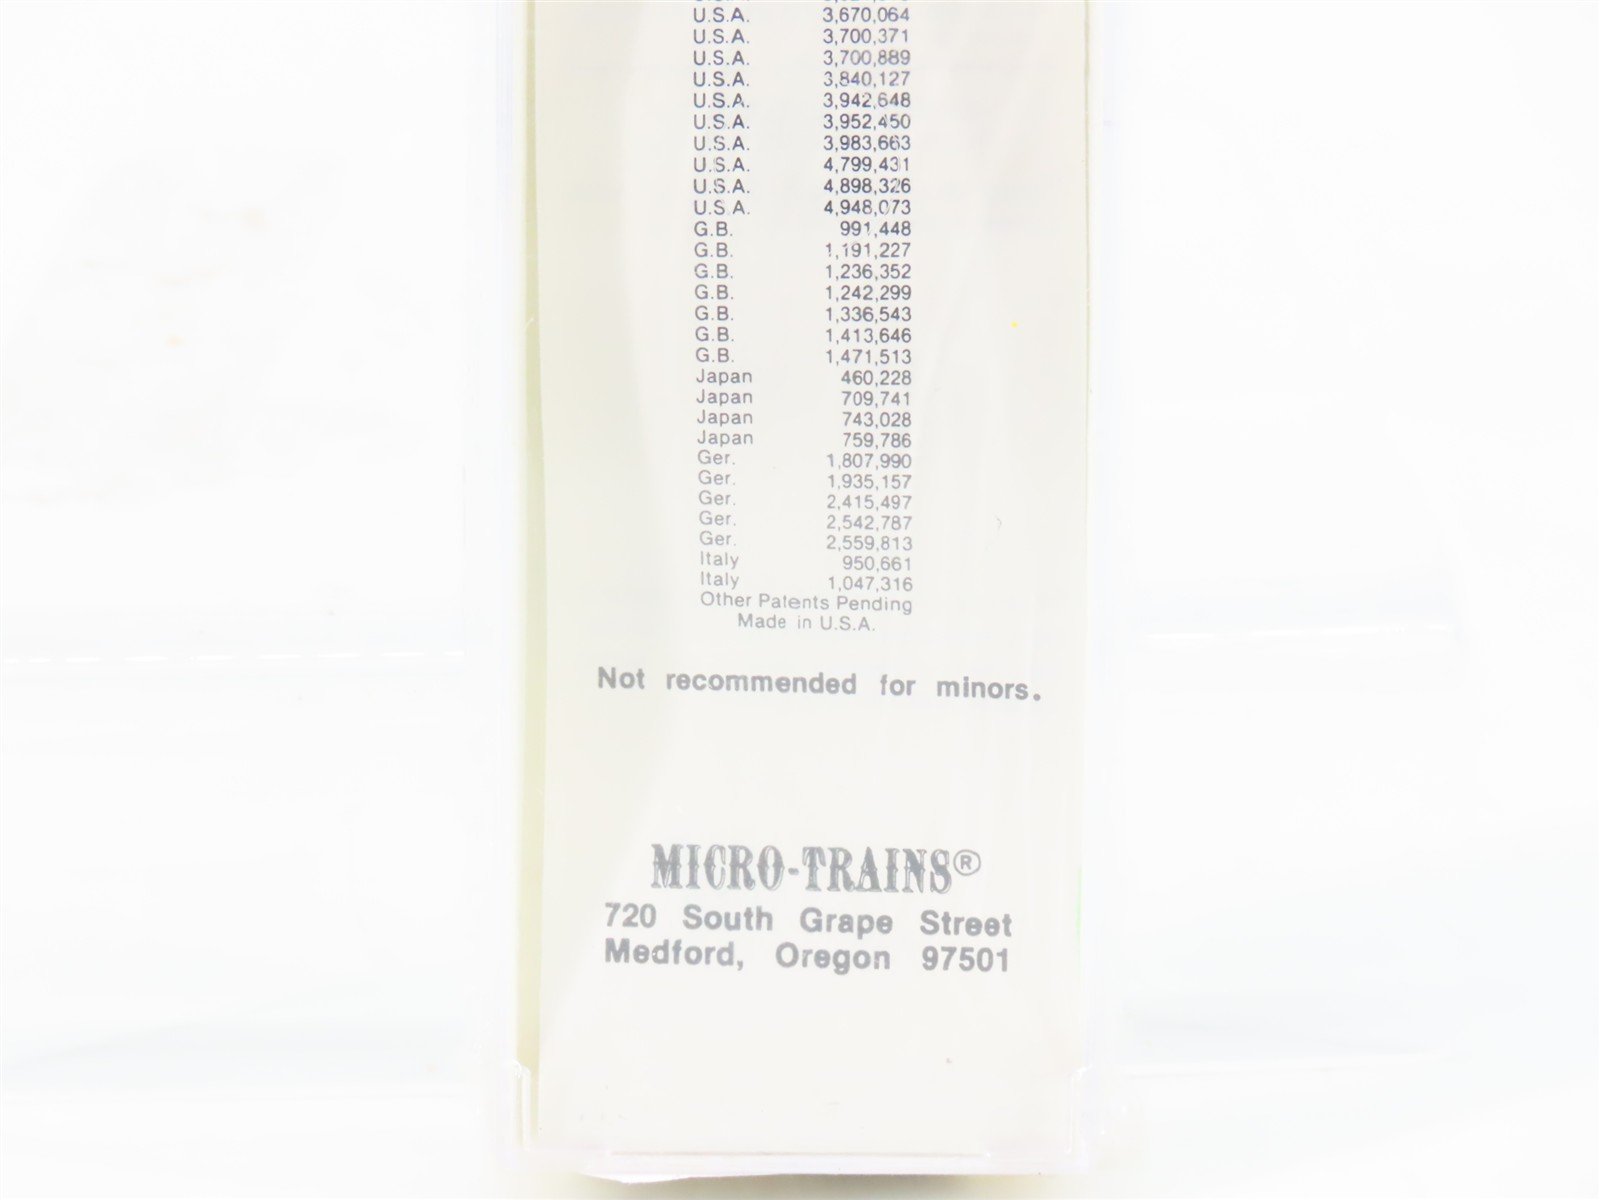 U.S.A. 3,670,064
U.S.A. 3,700,371
U.S.A. 3,700,889
U.S.A. 3,840,127
U.S.A. 3,942,648
U.S.A. 3,952,450
U.S.A. 3,983,663
U.S.A. 4,799,431
U.S.A. 4,898,326
U.S.A. 4,948,073
G.B. 991,448
G.B. 1,191,227
G.B. 1,236,352
G.B. 1,242,299
G.B. 1,336,543
G.B. 1,413,646
G.B. 1,471,513
Japan 460,228
Japan 709,741
Japan 743,028
Japan 759,786
Ger. 1,807,990
Ger. 1,935,157
Ger. 2,415,497
Ger. 2,542,787
Ger. 2,559,813
Italy 950,661
Italy 1,047,316
Other Patents Pending
Made in U.S.A.
Not recommended for minors.
MICRO-TRAINS®
720 South Grape Street
Medford, Oregon 97501